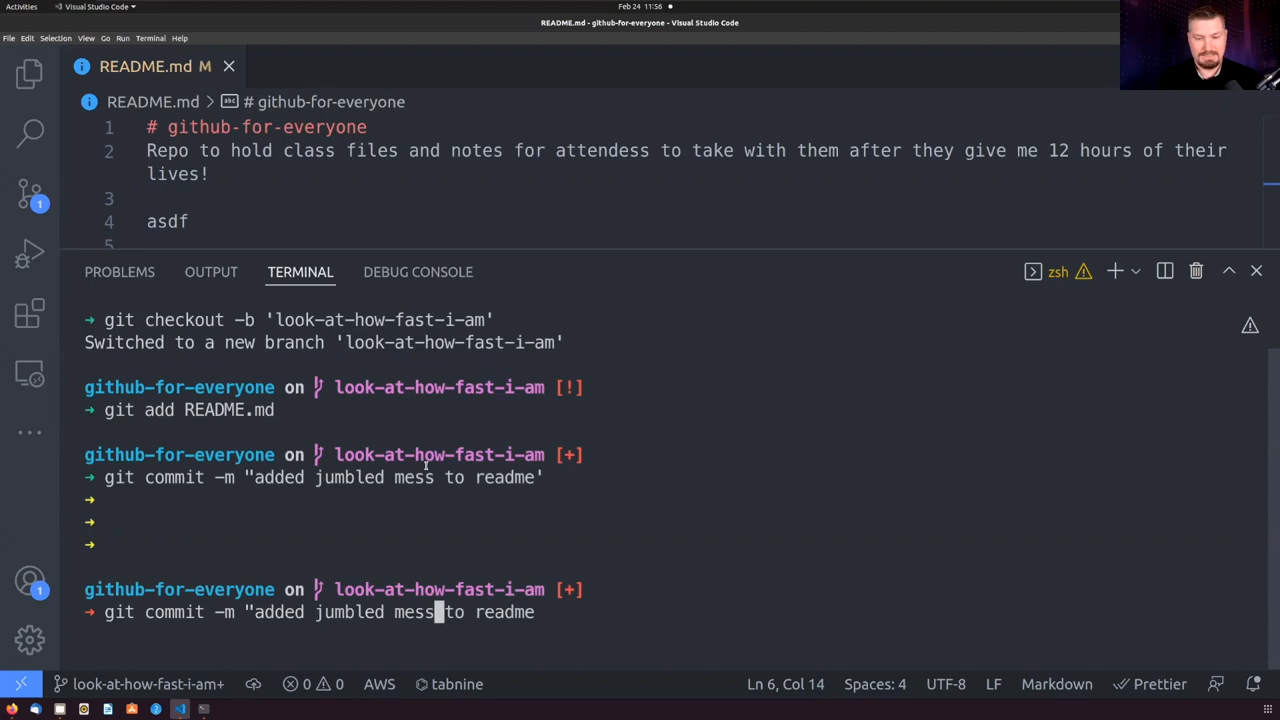 Activities Visual Studio Code Feb 24 11:56
README.md - github-for-everyone - Visual Studio Code
File Edit Selection View Go Run Terminal Help
README.md M
README.md > # github-for-everyone
1 # github-for-everyone
2 Repo to hold class files and notes for attendess to take with them after they give me 12 hours of their
lives!
3
4 asdf
5
PROBLEMS OUTPUT TERMINAL DEBUG CONSOLE zsh
➜ git checkout -b 'look-at-how-fast-i-am'
Switched to a new branch 'look-at-how-fast-i-am'
github-for-everyone on look-at-how-fast-i-am [!]
➜ git add README.md
github-for-everyone on look-at-how-fast-i-am [+]
➜ git commit -m "added jumbled mess to readme'
➜
➜
➜
github-for-everyone on look-at-how-fast-i-am [+]
➜ git commit -m "added jumbled mess to readme
look-at-how-fast-i-am+ 0 0 AWS tabnine Ln 6, Col 14 Spaces: 4 UTF-8 LF Markdown Prettier
1
1